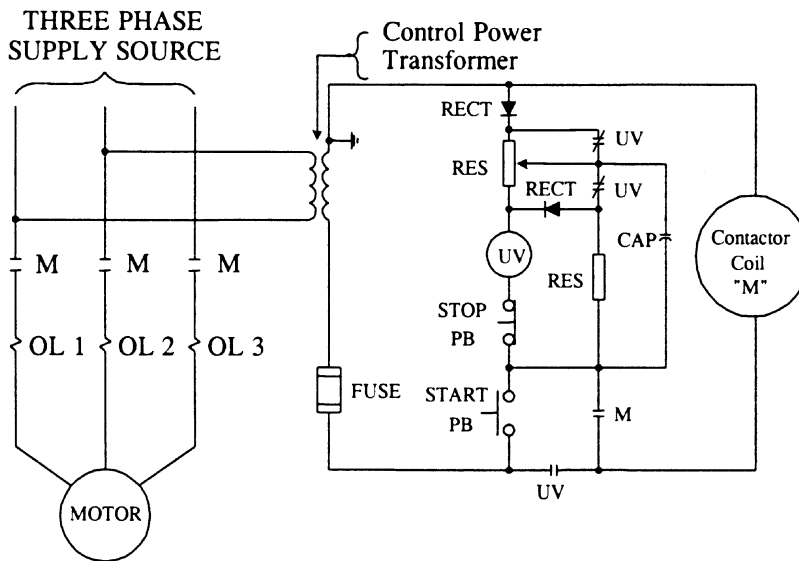 THREE PHASE
SUPPLY SOURCE
Control Power
Transformer
RECT
UV
RES
RECT
UV
M
M
M
UV
CAP
RES
Contactor
Coil
"M"
STOP
PB
OL 1
OL 2
OL 3
FUSE
START
PB
M
UV
MOTOR